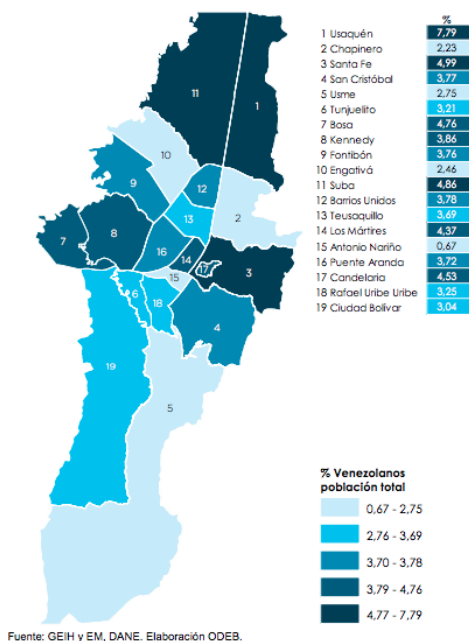 %
1 Usaquén 7,79
2 Chapinero 2,23
3 Santa Fe 4,99
4 San Cristóbal 3,77
5 Usme 2,75
6 Tunjuelito 3,21
7 Bosa 4,76
8 Kennedy 3,86
9 Fontibón 3,76
10 Engativá 2,46
11 Suba 4,86
12 Barrios Unidos 3,78
13 Teusaquillo 3,69
14 Los Mártires 4,37
15 Antonio Nariño 0,67
16 Puente Aranda 3,72
17 Candelaria 4,53
18 Rafael Uribe Uribe 3,25
19 Ciudad Bolívar 3,04
11
1
10
9
12
2
13
8
7
16
14
17
3
15
6
18
4
19
5
% Venezolanos
población total
0,67 - 2,75
2,76 - 3,69
3,70 - 3,78
3,79 - 4,76
4,77 - 7,79
Fuente: GEIH y EM, DANE. Elaboración ODEB.